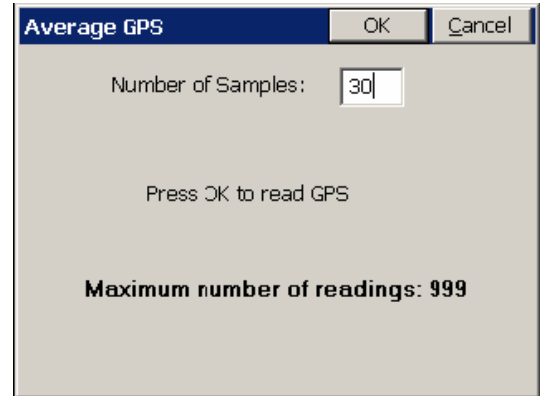 Average GPS OK Cancel
Number of Samples: 30
Press OK to read GPS
Maximum number of readings: 999